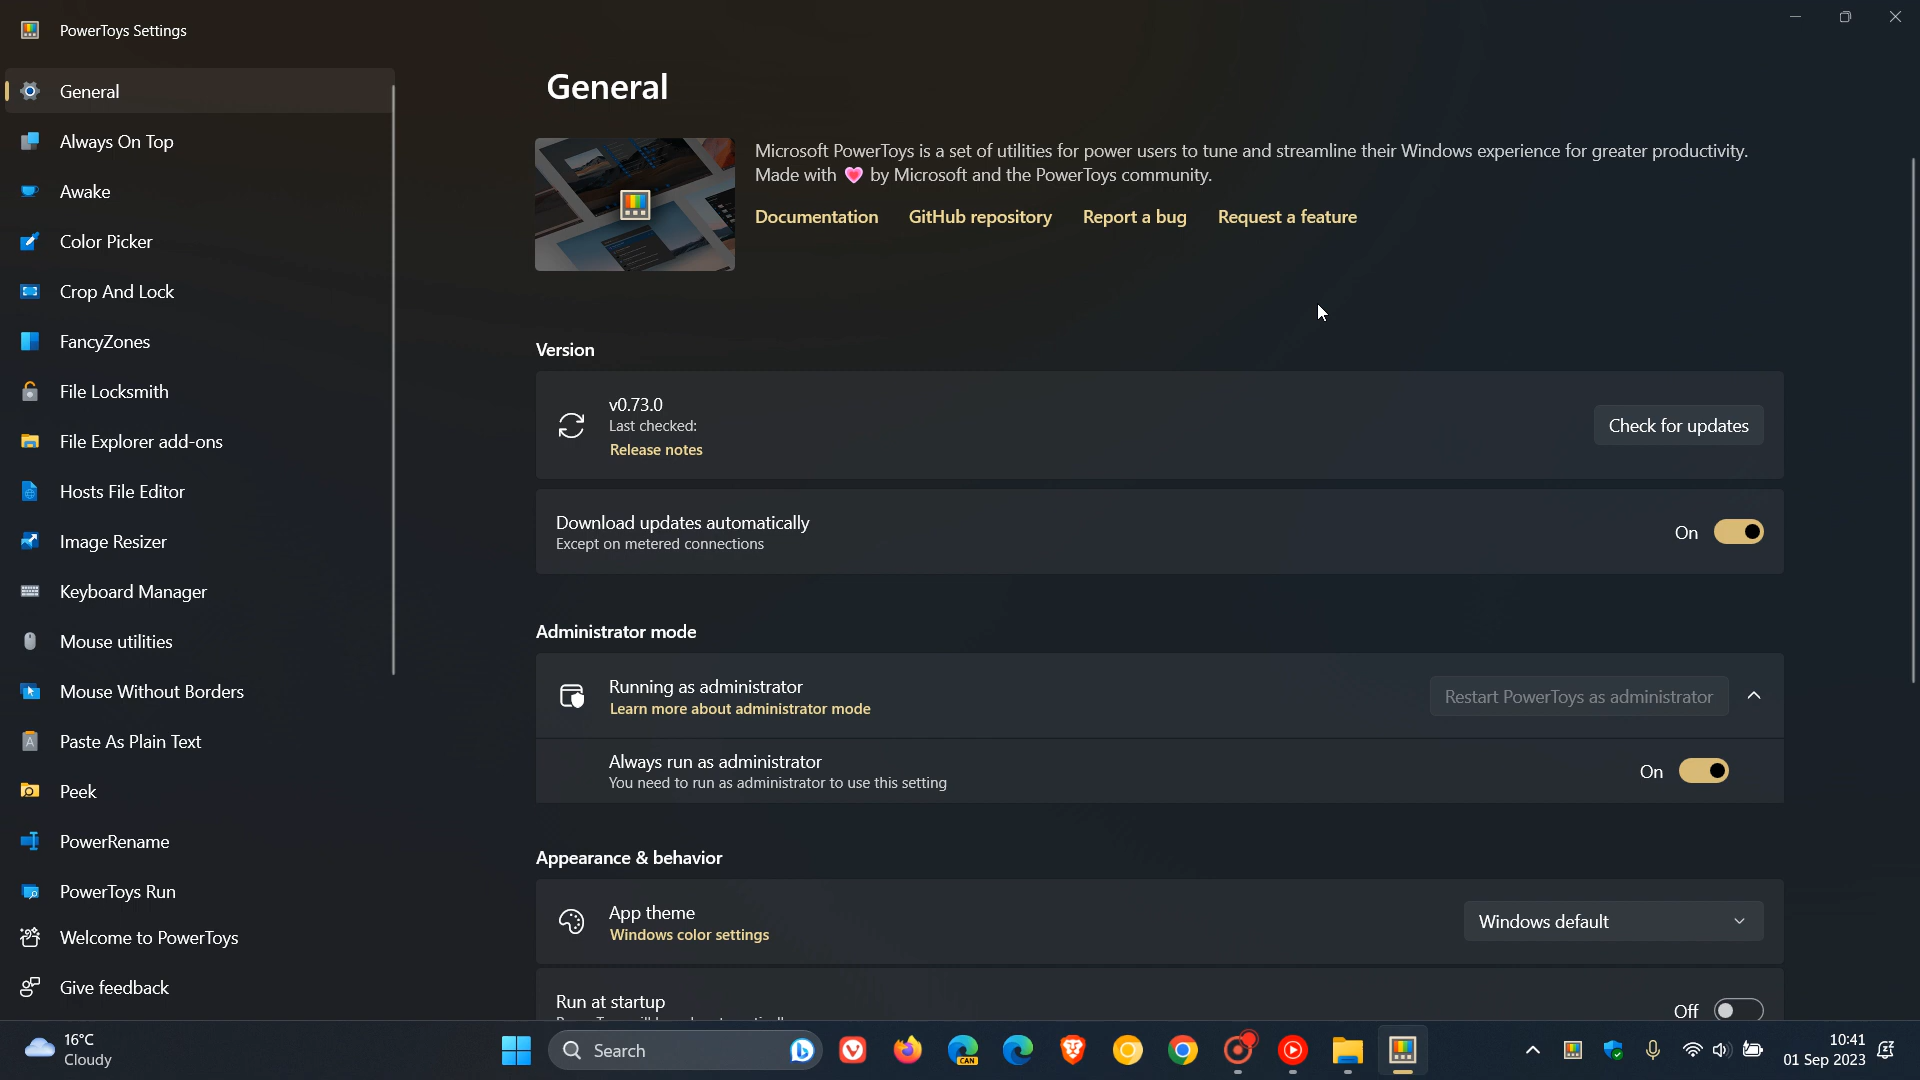 PowerToys Settings
General
Always On Top
Awake
Color Picker
Crop And Lock
FancyZones
File Locksmith
File Explorer add-ons
Hosts File Editor
Image Resizer
Keyboard Manager
Mouse utilities
Mouse Without Borders
Paste As Plain Text
Peek
PowerRename
PowerToys Run
Welcome to PowerToys
Give feedback
General
Microsoft PowerToys is a set of utilities for power users to tune and streamline their Windows experience for greater productivity.
Made with 💗 by Microsoft and the PowerToys community.
Documentation GitHub repository Report a bug Request a feature
Version
v0.73.0
Last checked:
Release notes
Check for updates
Download updates automatically
Except on metered connections
On
Administrator mode
Running as administrator
Learn more about administrator mode
Restart PowerToys as administrator
Always run as administrator
You need to run as administrator to use this setting
On
Appearance & behavior
App theme
Windows color settings
Windows default
Run at startup
Off
16°C
Cloudy
Search
CAN
10:41
01 Sep 2023